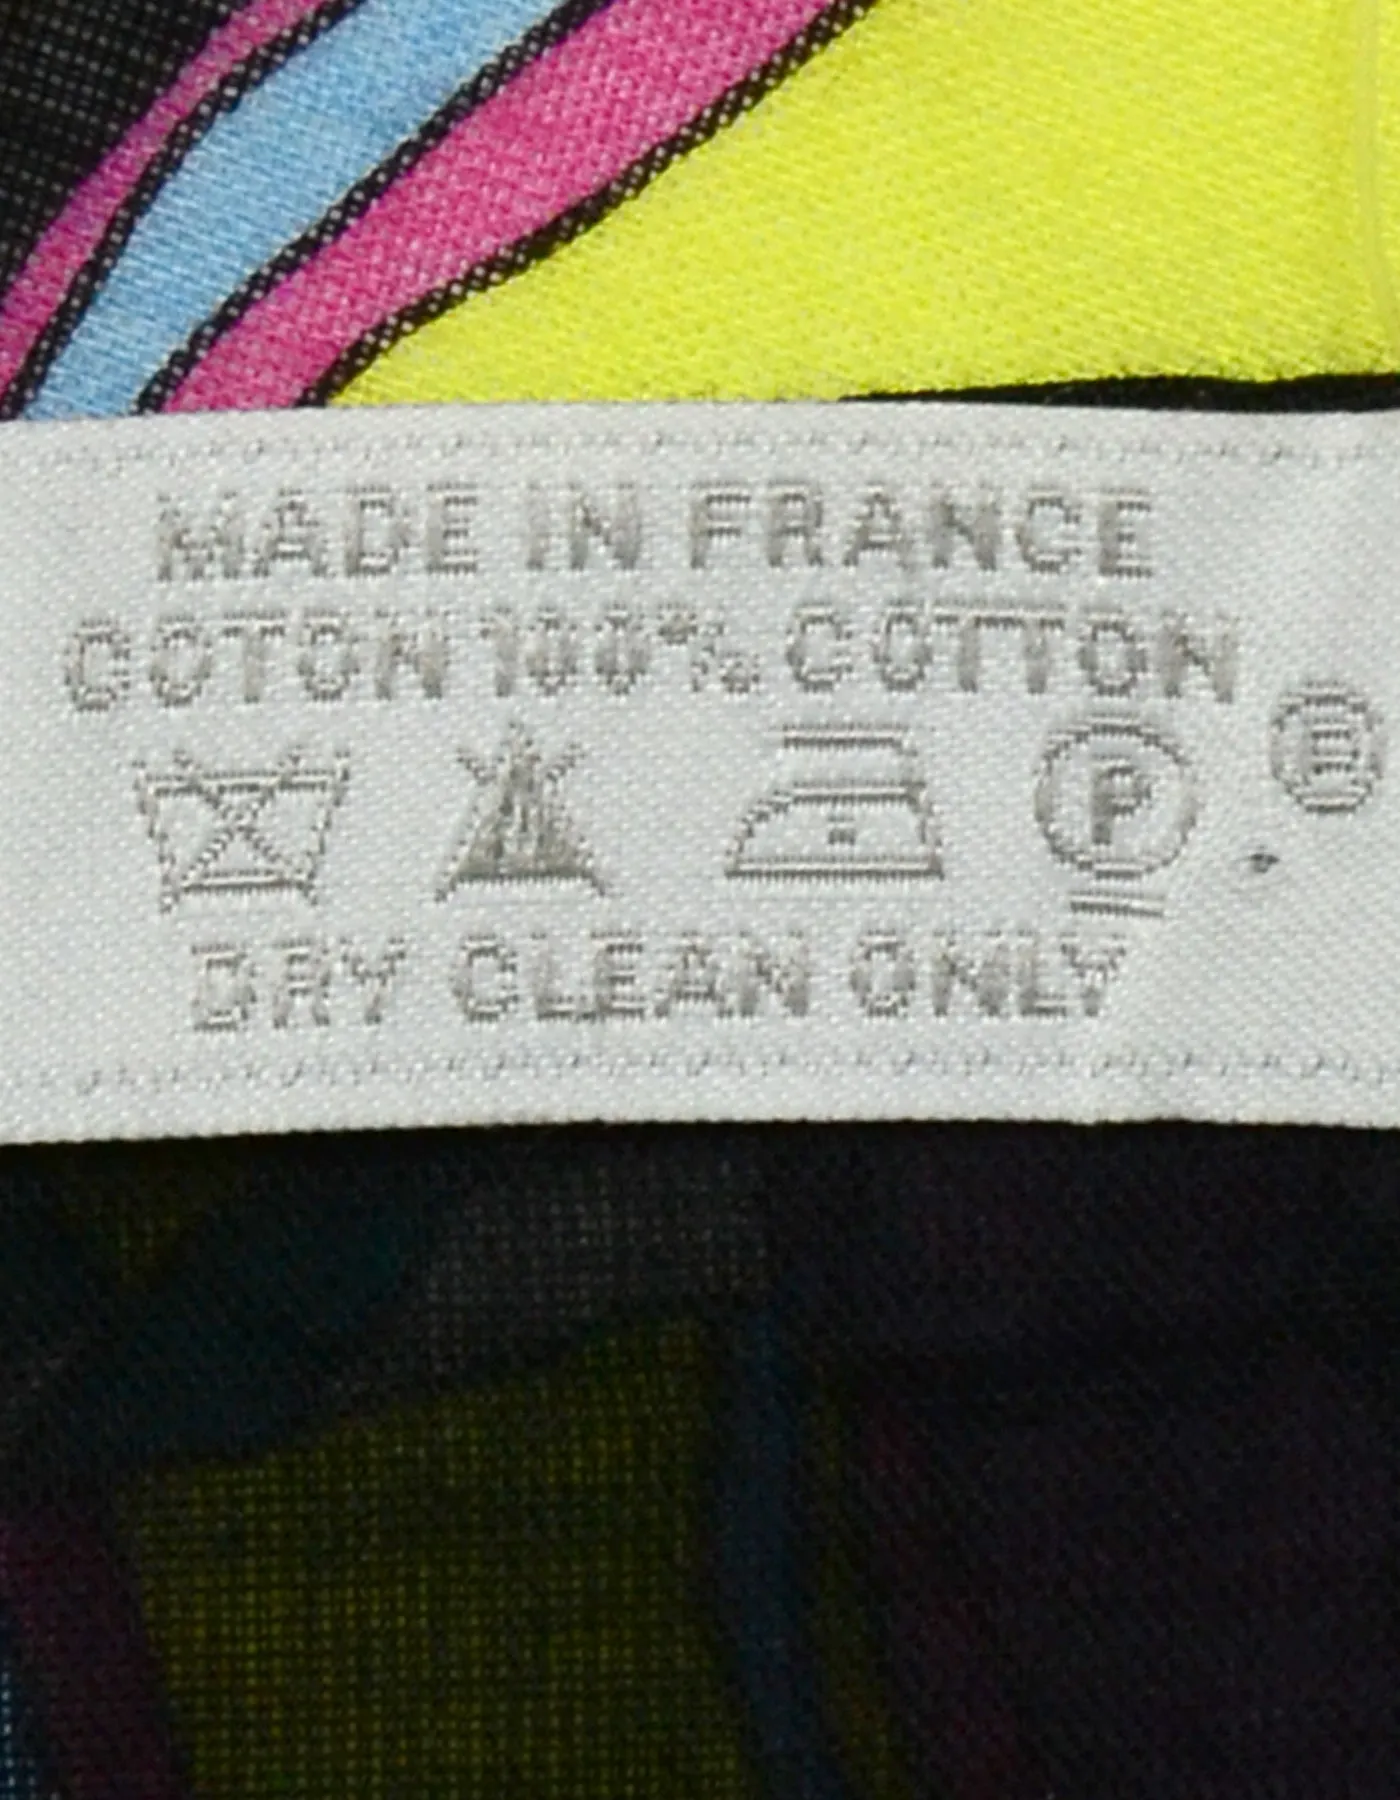 MADE IN FRANCE
COTON 100% COTTON
P
DRY CLEAN ONLY